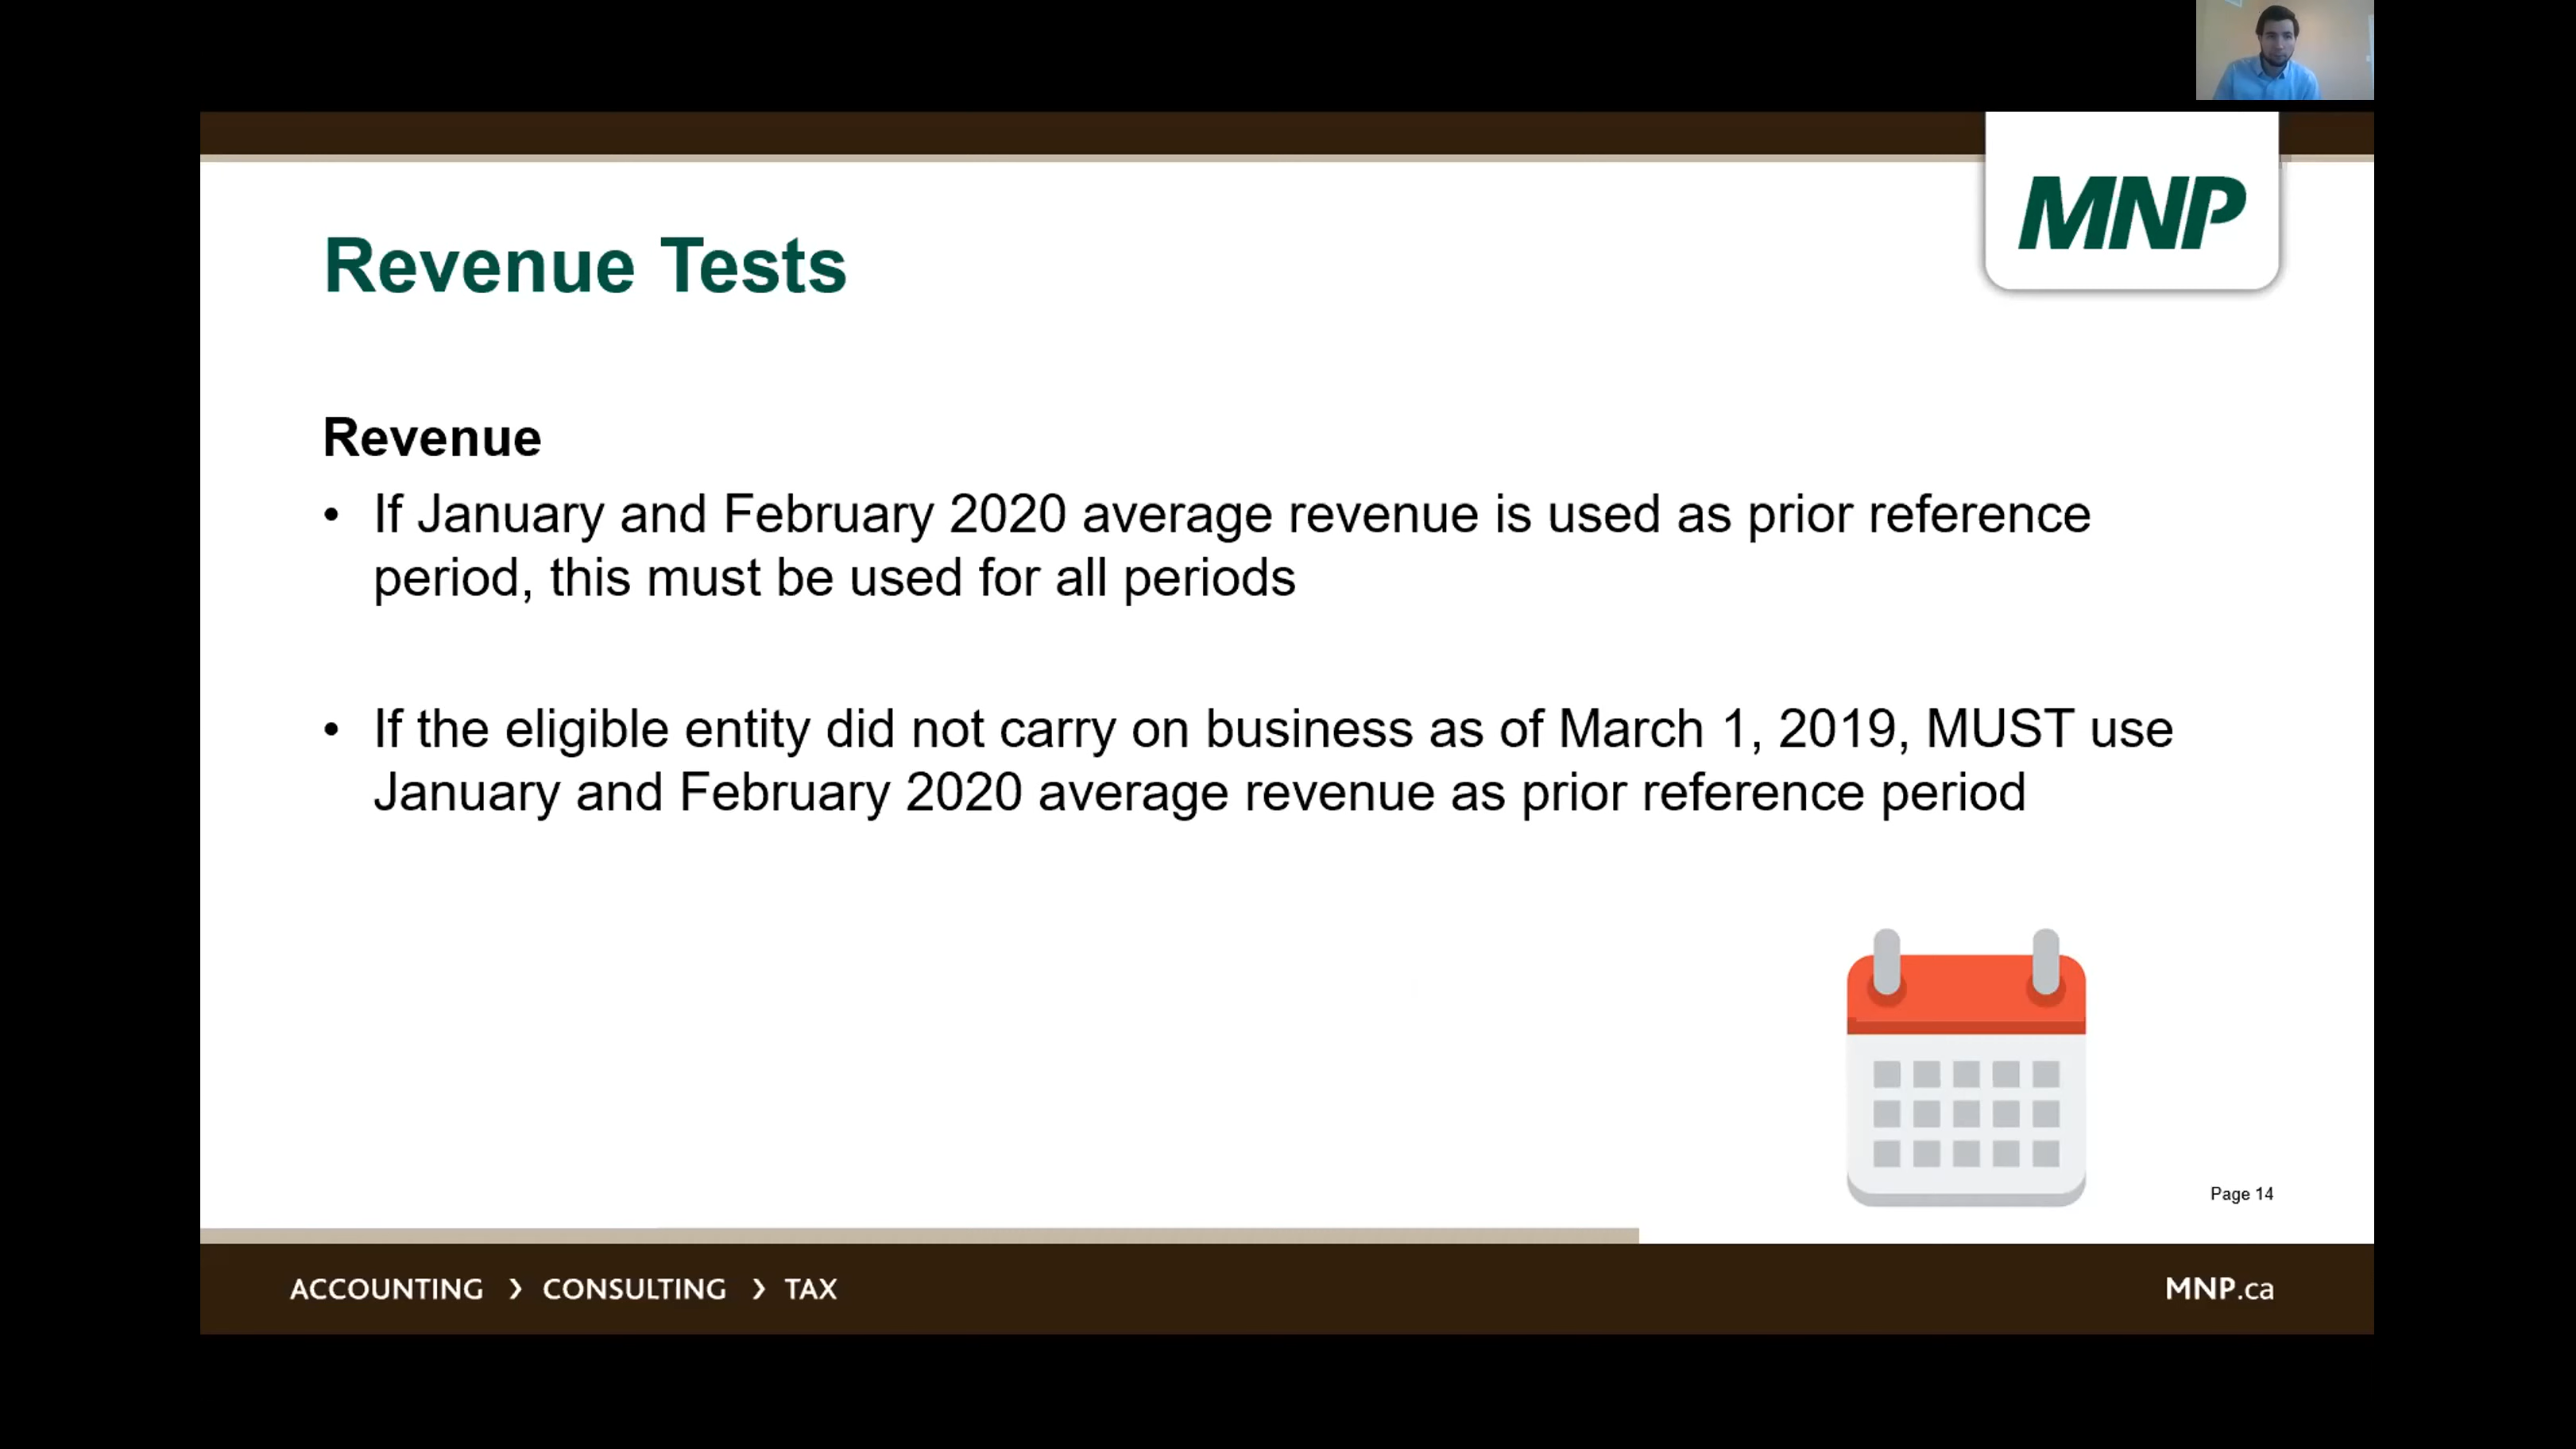 MNP
Revenue Tests
Revenue
• If January and February 2020 average revenue is used as prior reference
period, this must be used for all periods
• If the eligible entity did not carry on business as of March 1, 2019, MUST use
January and February 2020 average revenue as prior reference period
Page 14
ACCOUNTING › CONSULTING › TAX
MNP.ca